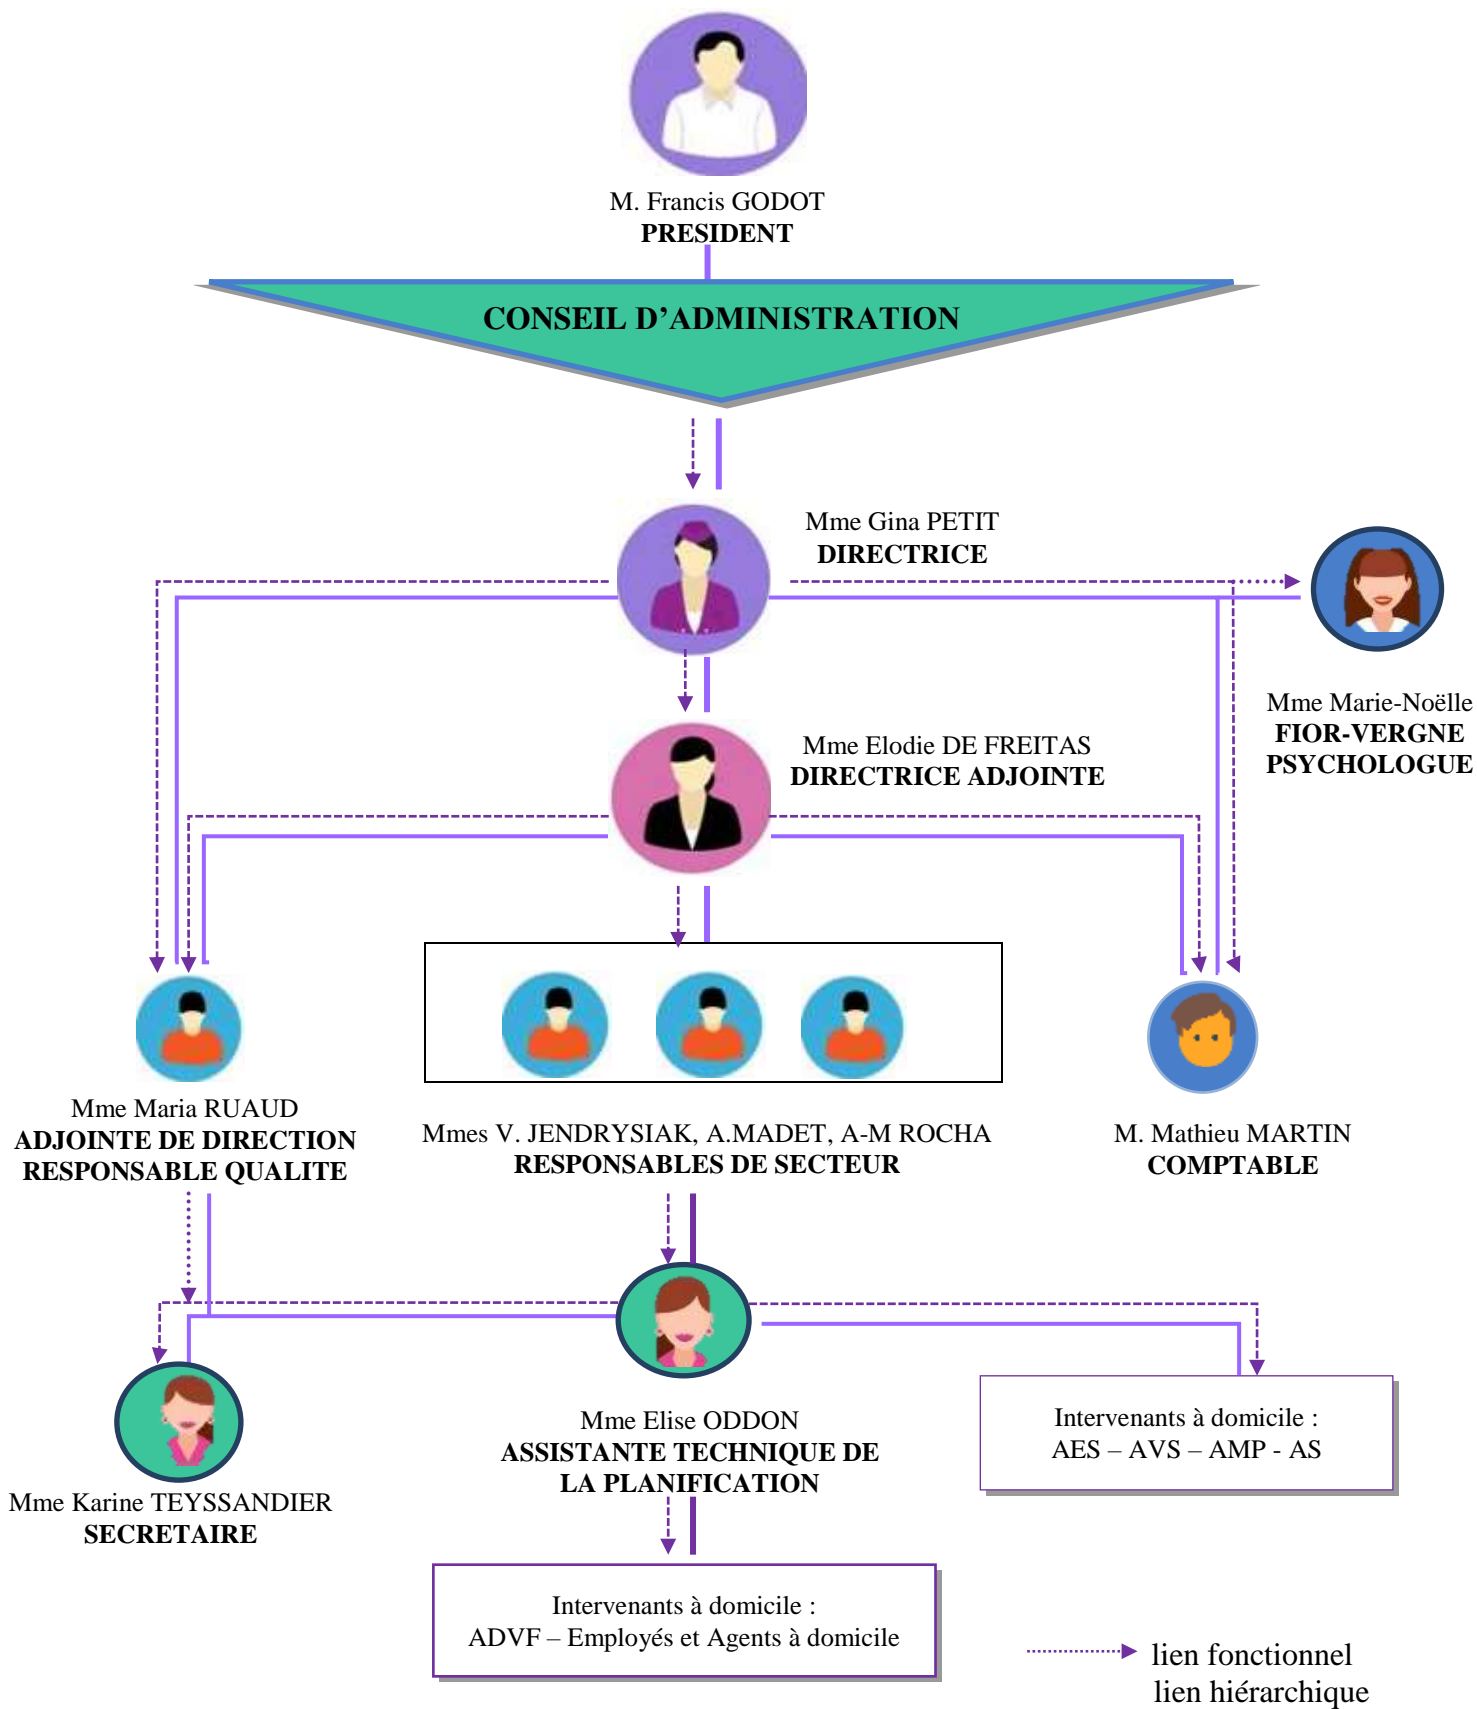 M. Francis GODOT
PRESIDENT
CONSEIL D’ADMINISTRATION
Mme Gina PETIT
DIRECTRICE
Mme Marie-Noëlle
FIOR-VERGNE
PSYCHOLOGUE
Mme Elodie DE FREITAS
DIRECTRICE ADJOINTE
Mme Maria RUAUD
ADJOINTE DE DIRECTION
RESPONSABLE QUALITE
Mmes V. JENDRYSIAK, A.MADET, A-M ROCHA
RESPONSABLES DE SECTEUR
M. Mathieu MARTIN
COMPTABLE
Mme Karine TEYSSANDIER
SECRETAIRE
Mme Elise ODDON
ASSISTANTE TECHNIQUE DE
LA PLANIFICATION
Intervenants à domicile :
AES – AVS – AMP - AS
Intervenants à domicile :
ADVF – Employés et Agents à domicile
lien fonctionnel
lien hiérarchique